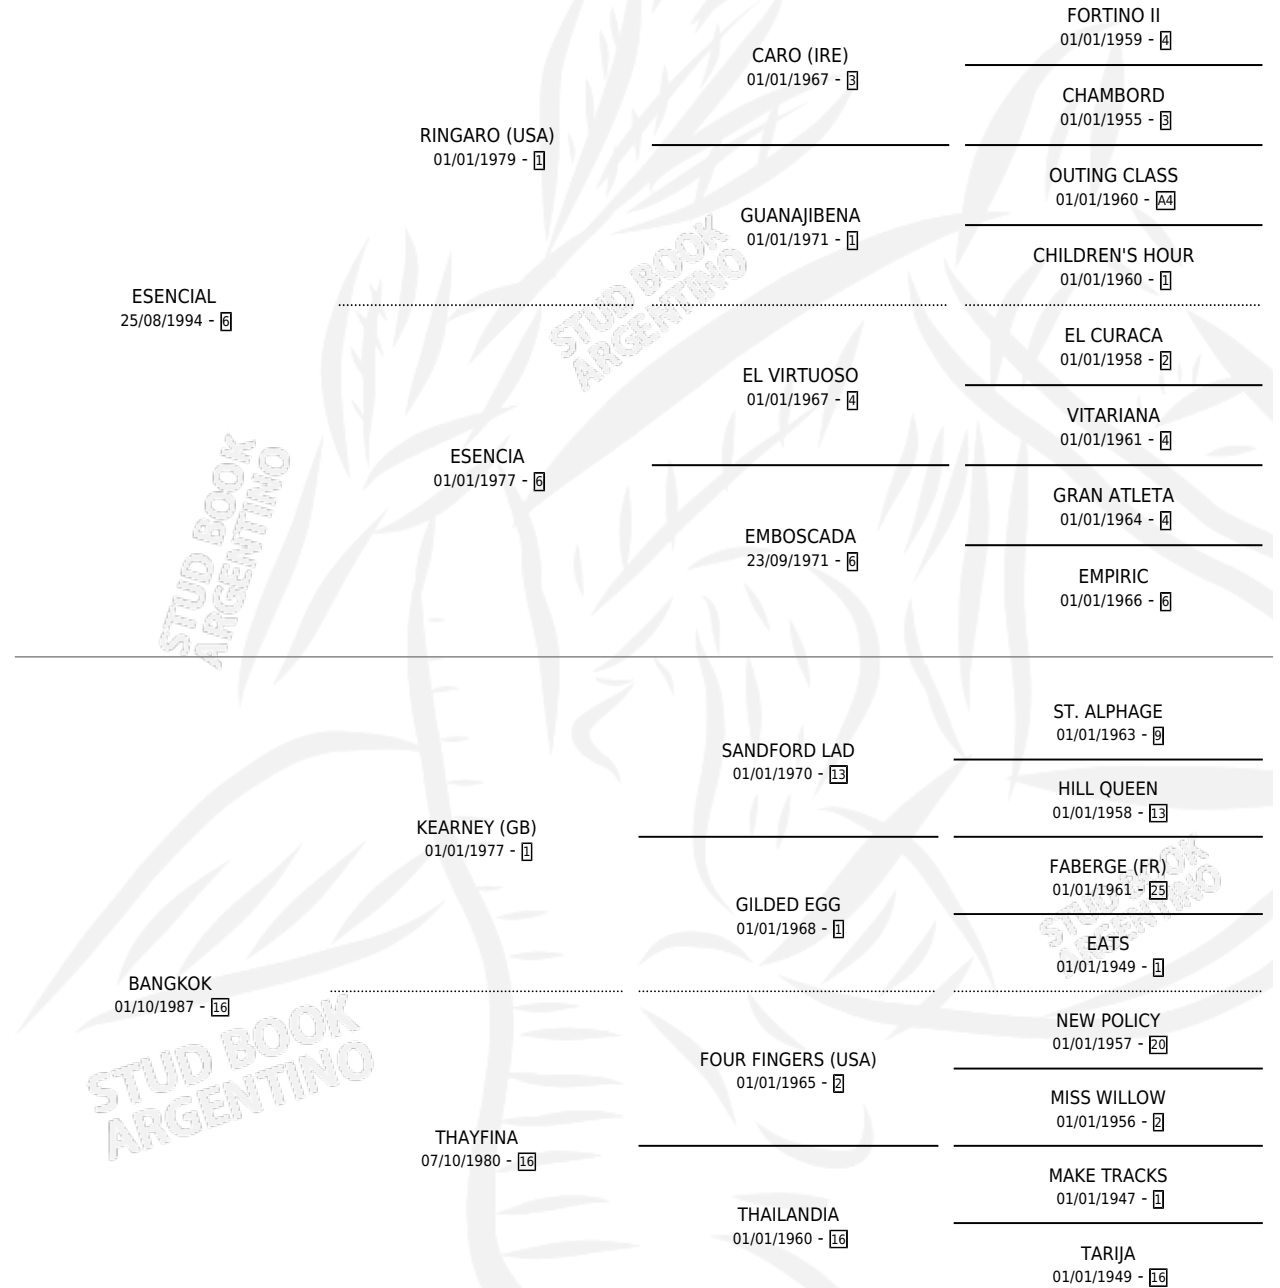 FORTINO II
01/01/1959 - 4
CARO (IRE)
01/01/1967 - 3
CHAMBORD
01/01/1955 - 3
RINGARO (USA)
01/01/1979 - 1
OUTING CLASS
01/01/1960 - A4
GUANAJIBENA
01/01/1971 - 1
CHILDREN'S HOUR
01/01/1960 - 1
ESENCIAL
25/08/1994 - 6
EL CURACA
01/01/1958 - 2
EL VIRTUOSO
01/01/1967 - 4
VITARIANA
01/01/1961 - 4
ESENCIA
01/01/1977 - 6
GRAN ATLETA
01/01/1964 - 4
EMBOSCADA
23/09/1971 - 6
EMPIRIC
01/01/1966 - 6
STUD BOOK
ARGENTINO
STUD BOOK
ARGENTINO
ST. ALPHAGE
01/01/1963 - 9
SANDFORD LAD
01/01/1970 - 13
HILL QUEEN
01/01/1958 - 13
KEARNEY (GB)
01/01/1977 - 1
FABERGE (FR)
01/01/1961 - 25
GILDED EGG
01/01/1968 - 1
EATS
01/01/1949 - 1
BANGKOK
01/10/1987 - 16
NEW POLICY
01/01/1957 - 20
FOUR FINGERS (USA)
01/01/1965 - 2
MISS WILLOW
01/01/1956 - 2
THAYFINA
07/10/1980 - 16
MAKE TRACKS
01/01/1947 - 1
THAILANDIA
01/01/1960 - 16
TARIJA
01/01/1949 - 16
STUD BOOK
ARGENTINO
STUD BOOK
ARGENTINO